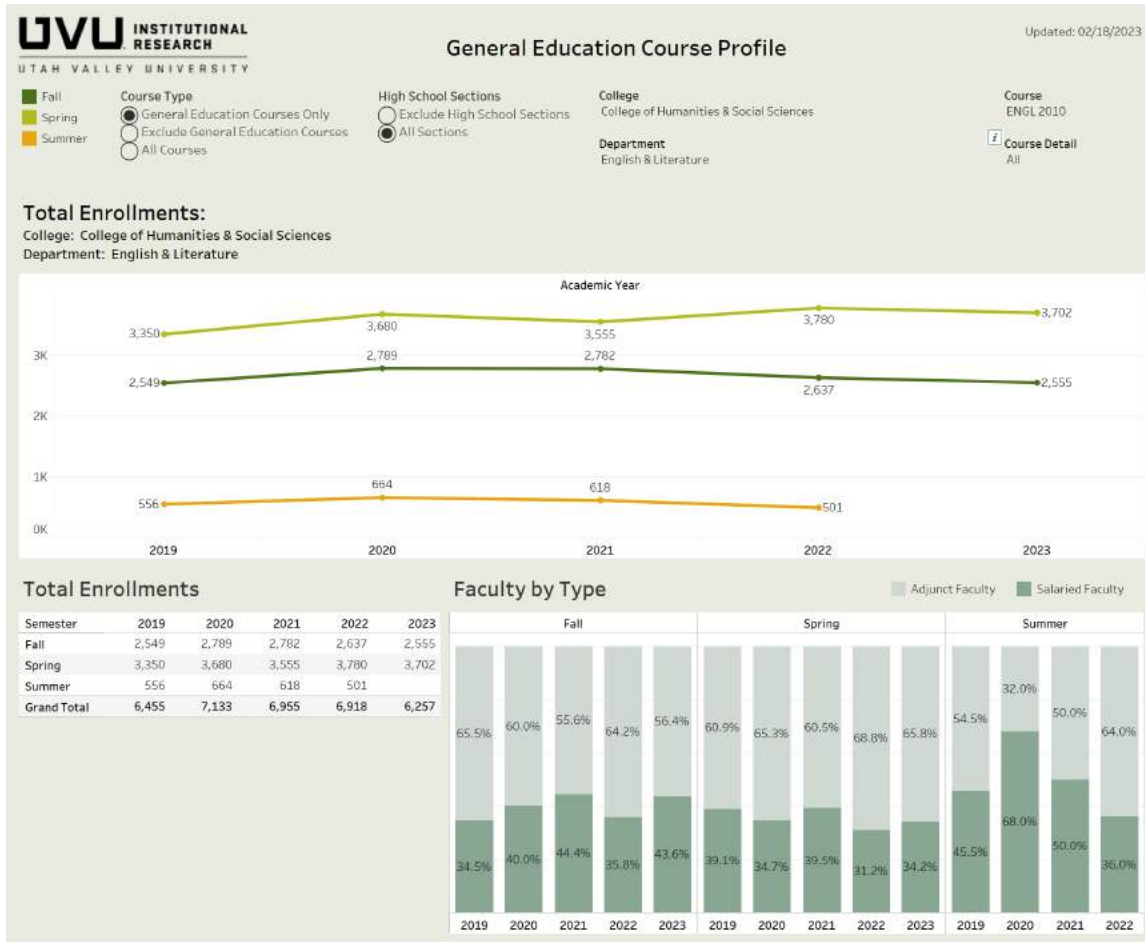 UVU INSTITUTIONAL RESEARCH
UTAH VALLEY UNIVERSITY
General Education Course Profile
Updated: 02/18/2023
Fall
Spring
Summer
Course Type
General Education Courses Only
Exclude General Education Courses
All Courses
High School Sections
Exclude High School Sections
All Sections
College
College of Humanities & Social Sciences
Department
English & Literature
Course
ENGL 2010
i Course Detail
All
Total Enrollments:
College: College of Humanities & Social Sciences
Department: English & Literature
Academic Year
3,350 3,680 3,555 3,780 3,702
3K
2,549 2,789 2,782 2,637 2,555
2K
1K
556 664 618 501
0K
2019 2020 2021 2022 2023
Total Enrollments
Semester 2019 2020 2021 2022 2023
Fall 2,549 2,789 2,782 2,637 2,555
Spring 3,350 3,680 3,555 3,780 3,702
Summer 556 664 618 501
Grand Total 6,455 7,133 6,955 6,918 6,257
Faculty by Type
Adjunct Faculty Salaried Faculty
Fall Spring Summer
65.5% 60.0% 55.6% 64.2% 56.4% 60.9% 65.3% 60.5% 68.8% 65.8% 54.5% 32.0% 50.0% 64.0%
34.5% 40.0% 44.4% 35.8% 43.6% 39.1% 34.7% 39.5% 31.2% 34.2% 45.5% 68.0% 50.0% 36.0%
2019 2020 2021 2022 2023 2019 2020 2021 2022 2023 2019 2020 2021 2022